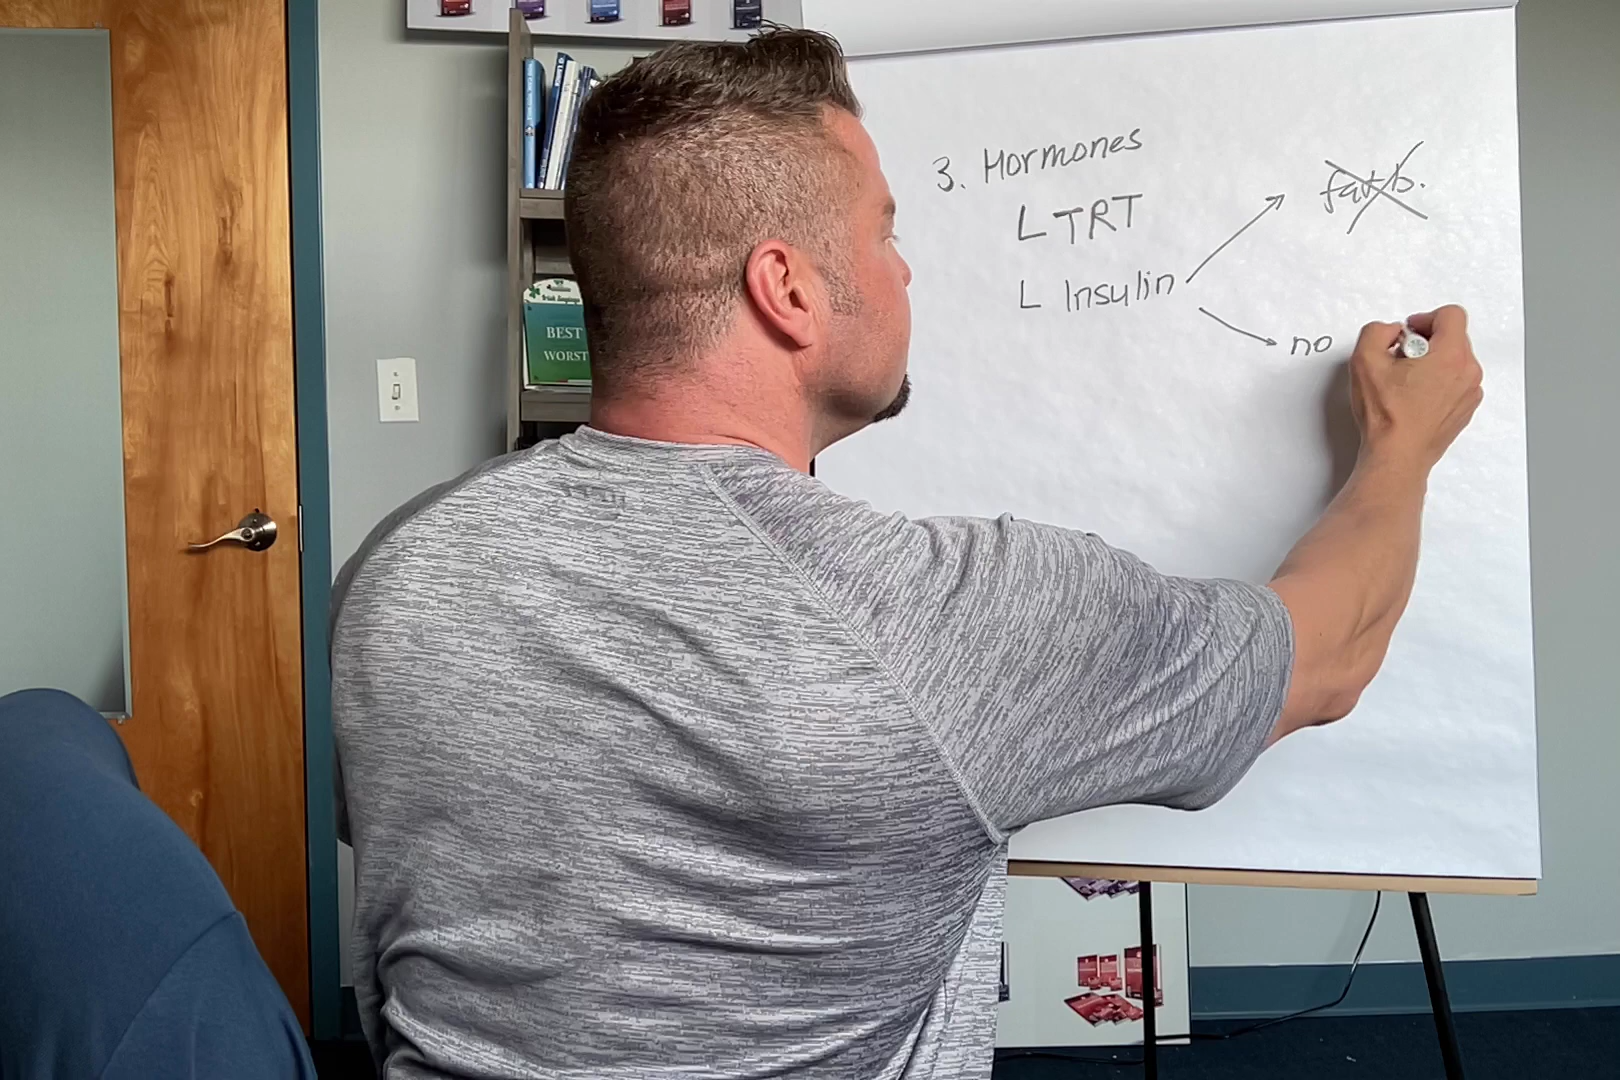 3. Hormones
L TRT
L Insulin
fat b.
no
BEST
WORST